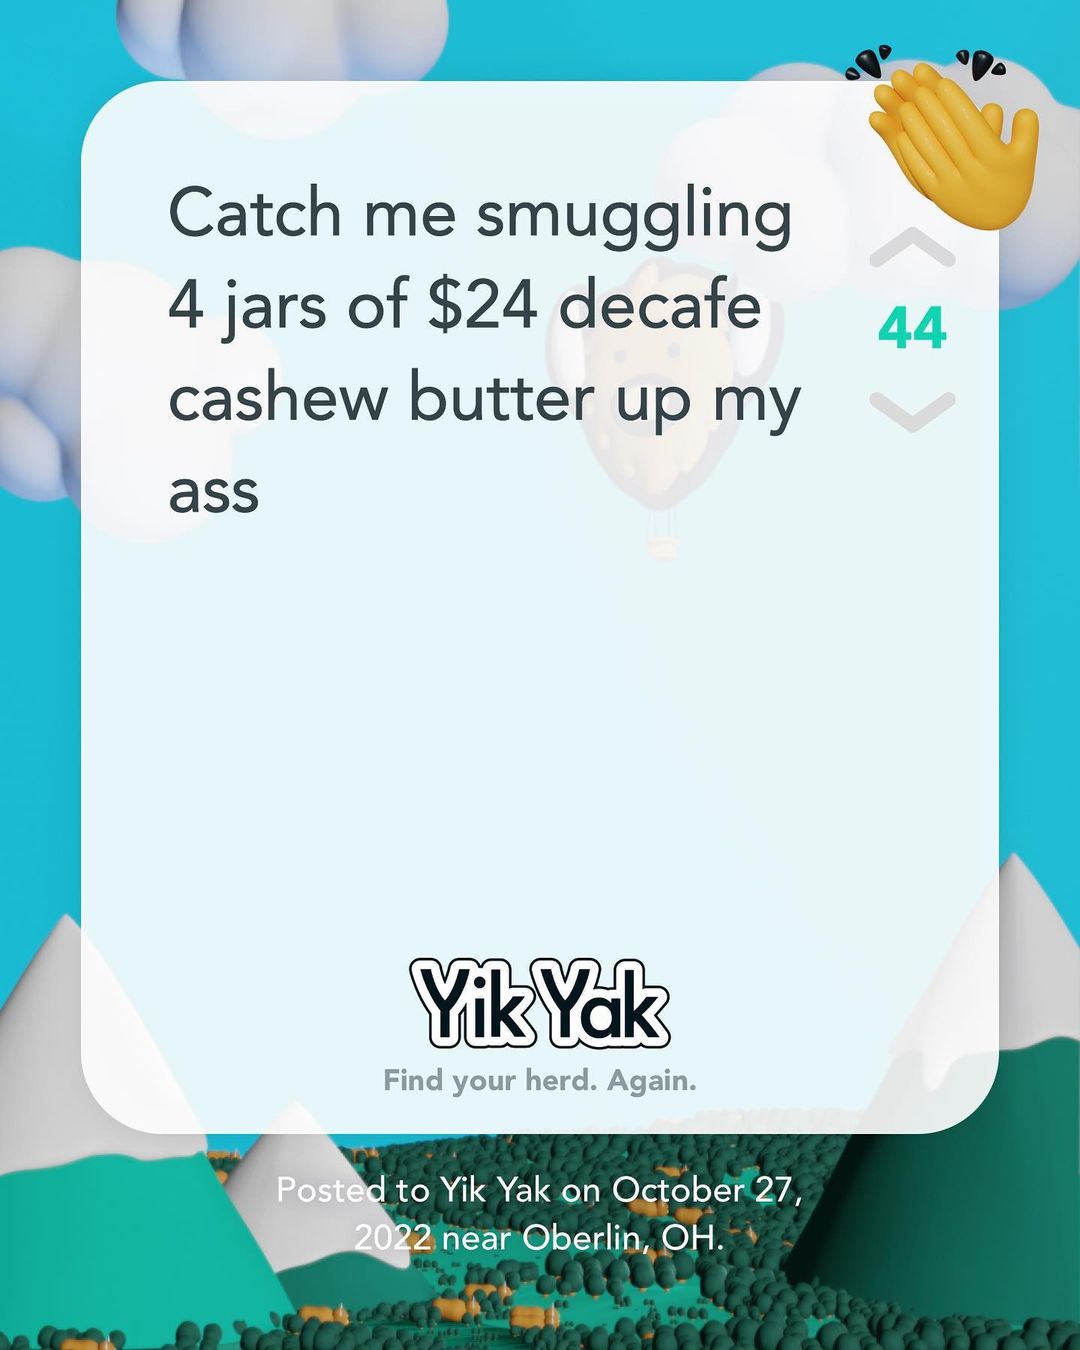 Catch me smuggling
4 jars of $24 decafe
cashew butter up my
ass
44
Yik Yak
Find your herd. Again.
Posted to Yik Yak on October 27,
2022 near Oberlin, OH.